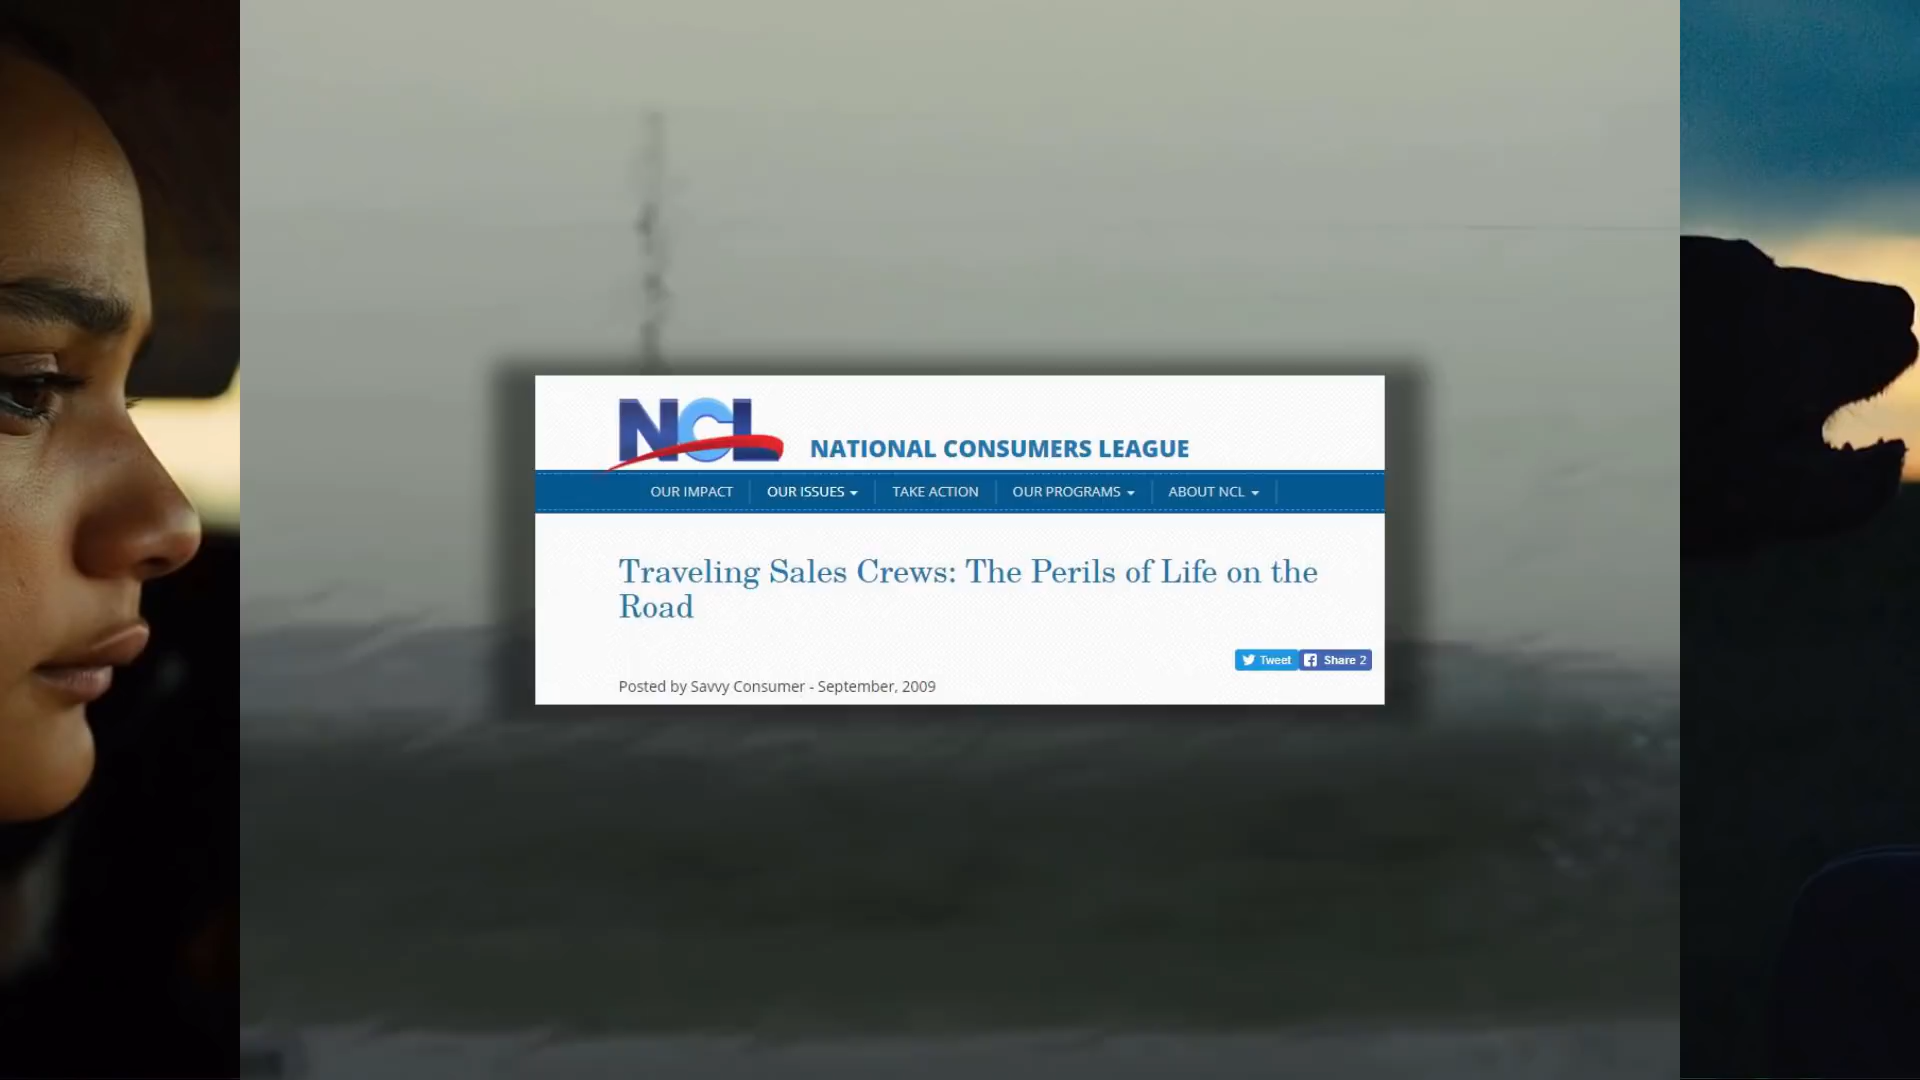 NCL
NATIONAL CONSUMERS LEAGUE
OUR IMPACT OUR ISSUES TAKE ACTION OUR PROGRAMS ABOUT NCL
Traveling Sales Crews: The Perils of Life on the
Road
Tweet Share 2
Posted by Savvy Consumer - September, 2009